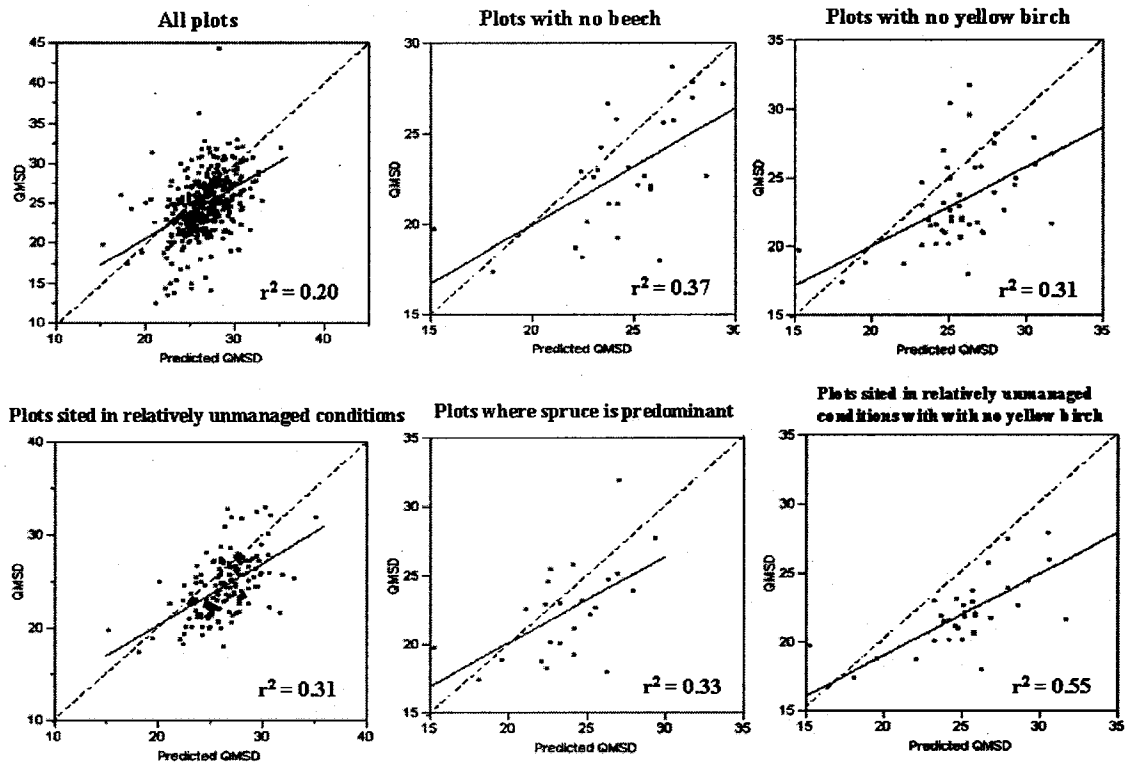 All plots
45
40
35
30
25
20
15
10
QMSD
r² = 0.20
10
20
30
40
Predicted QMSD
Plots with no beech
30
25
20
15
QMSD
r² = 0.37
15
20
25
30
Predicted QMSD
Plots with no yellow birch
35
30
25
20
15
QMSD
r² = 0.31
15
20
25
30
35
Predicted QMSD
Plots sited in relatively unmanaged conditions
40
30
20
10
QMSD
r² = 0.31
10
20
30
40
Predicted QMSD
Plots where spruce is predominant
35
30
25
20
15
QMSD
r² = 0.33
15
20
25
30
35
Predicted QMSD
Plots sited in relatively unmanaged
conditions with with no yellow birch
35
30
25
20
15
QMSD
r² = 0.55
15
20
25
30
35
Predicted QMSD